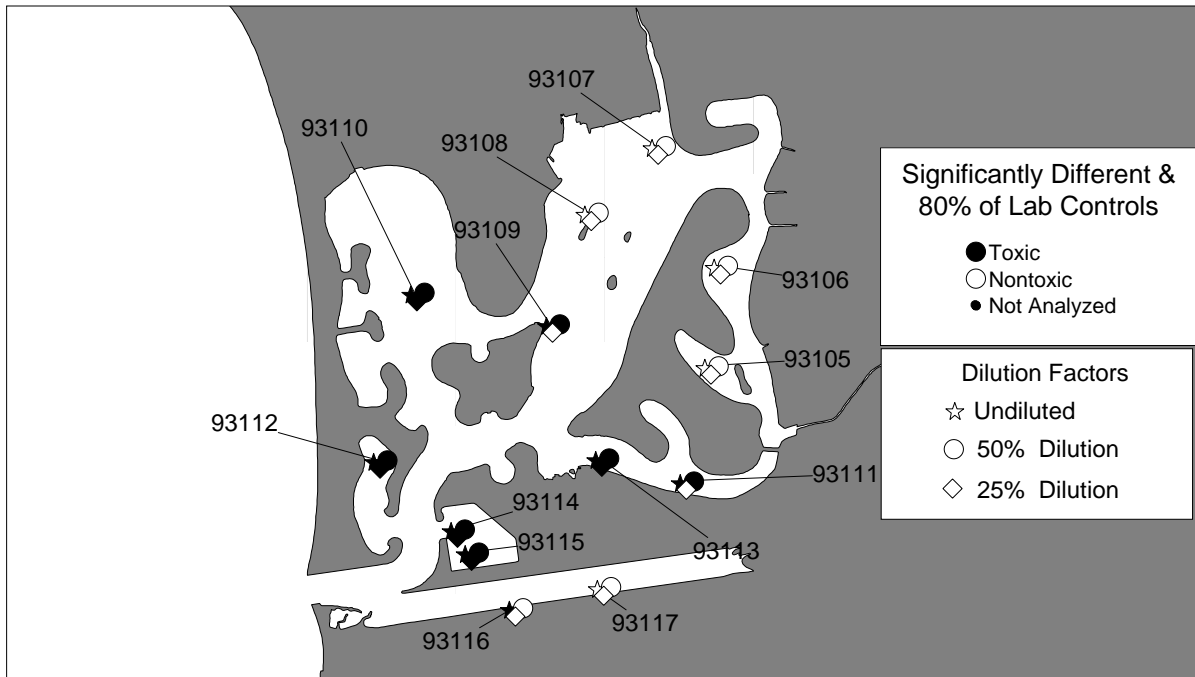 93107
93110
93108
93109
93106
93105
93112
93111
93114
93115
93113
93117
93116
Significantly Different &
80% of Lab Controls
Toxic
Nontoxic
Not Analyzed
Dilution Factors
Undiluted
50% Dilution
25% Dilution